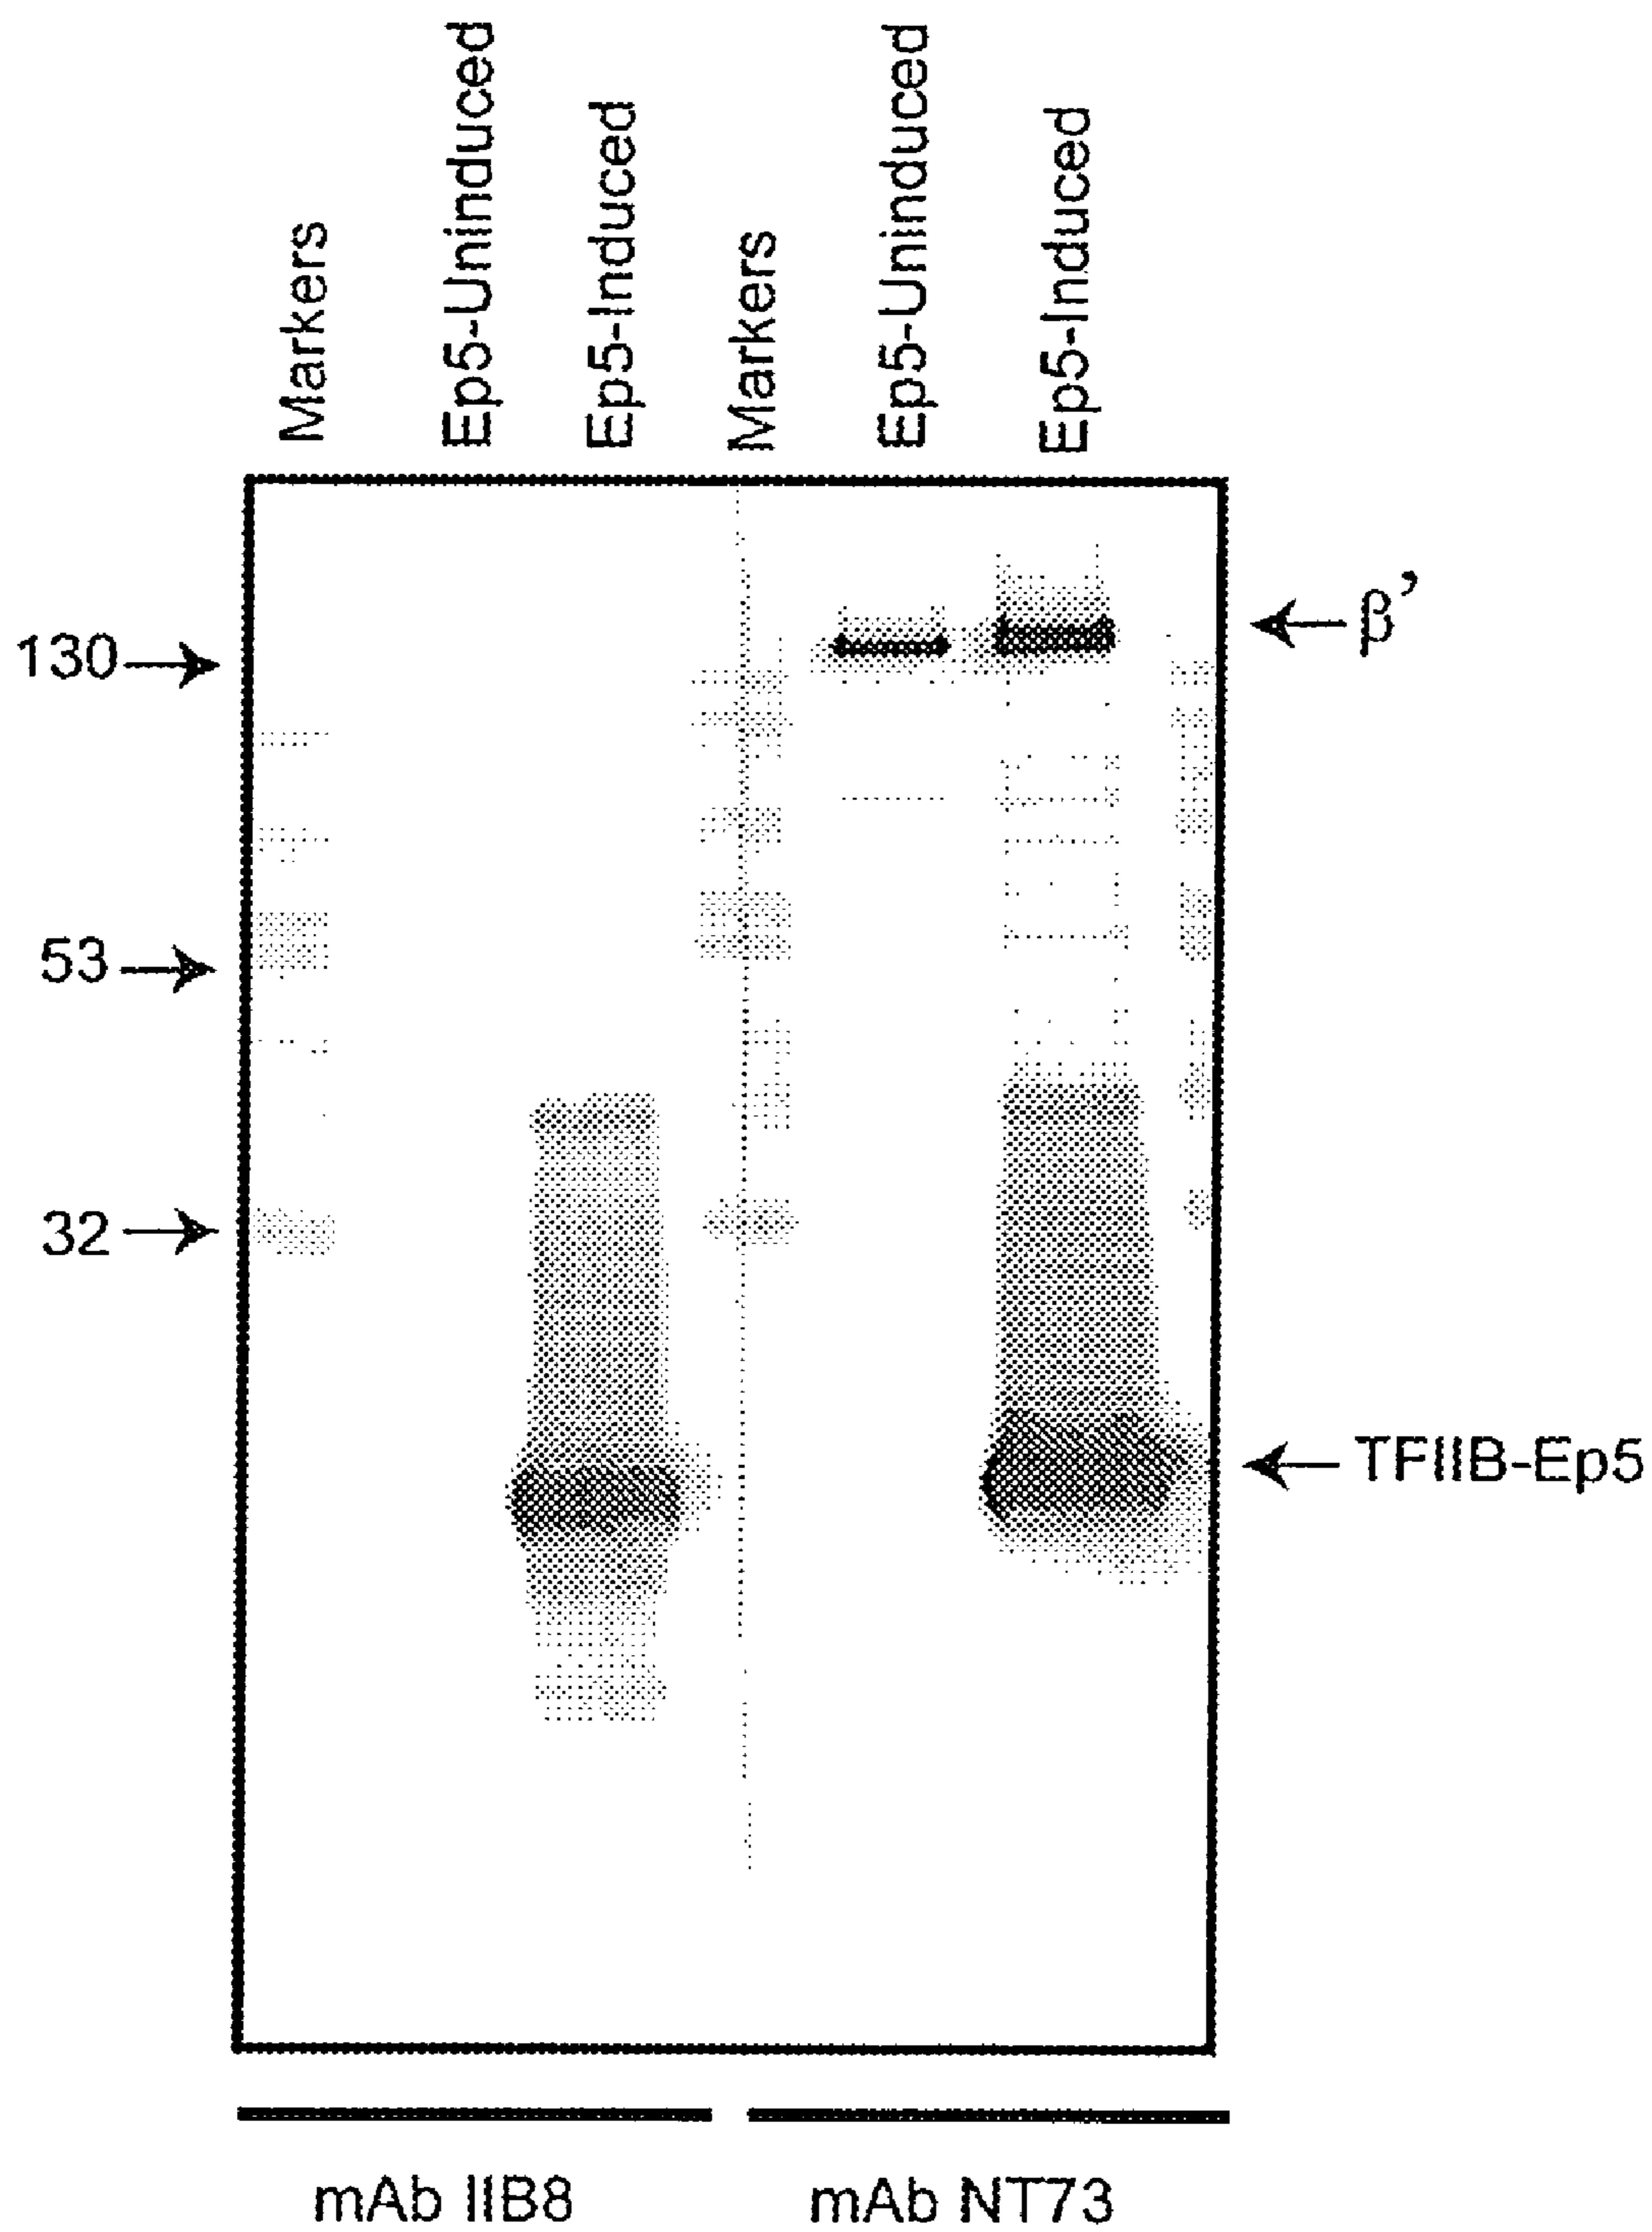 Markers
Ep5-Uninduced
Ep5-Induced
Markers
Ep5-Uninduced
Ep5-Induced
130
β’
53
32
TFIIB-Ep5
mAb IIB8
mAb NT73